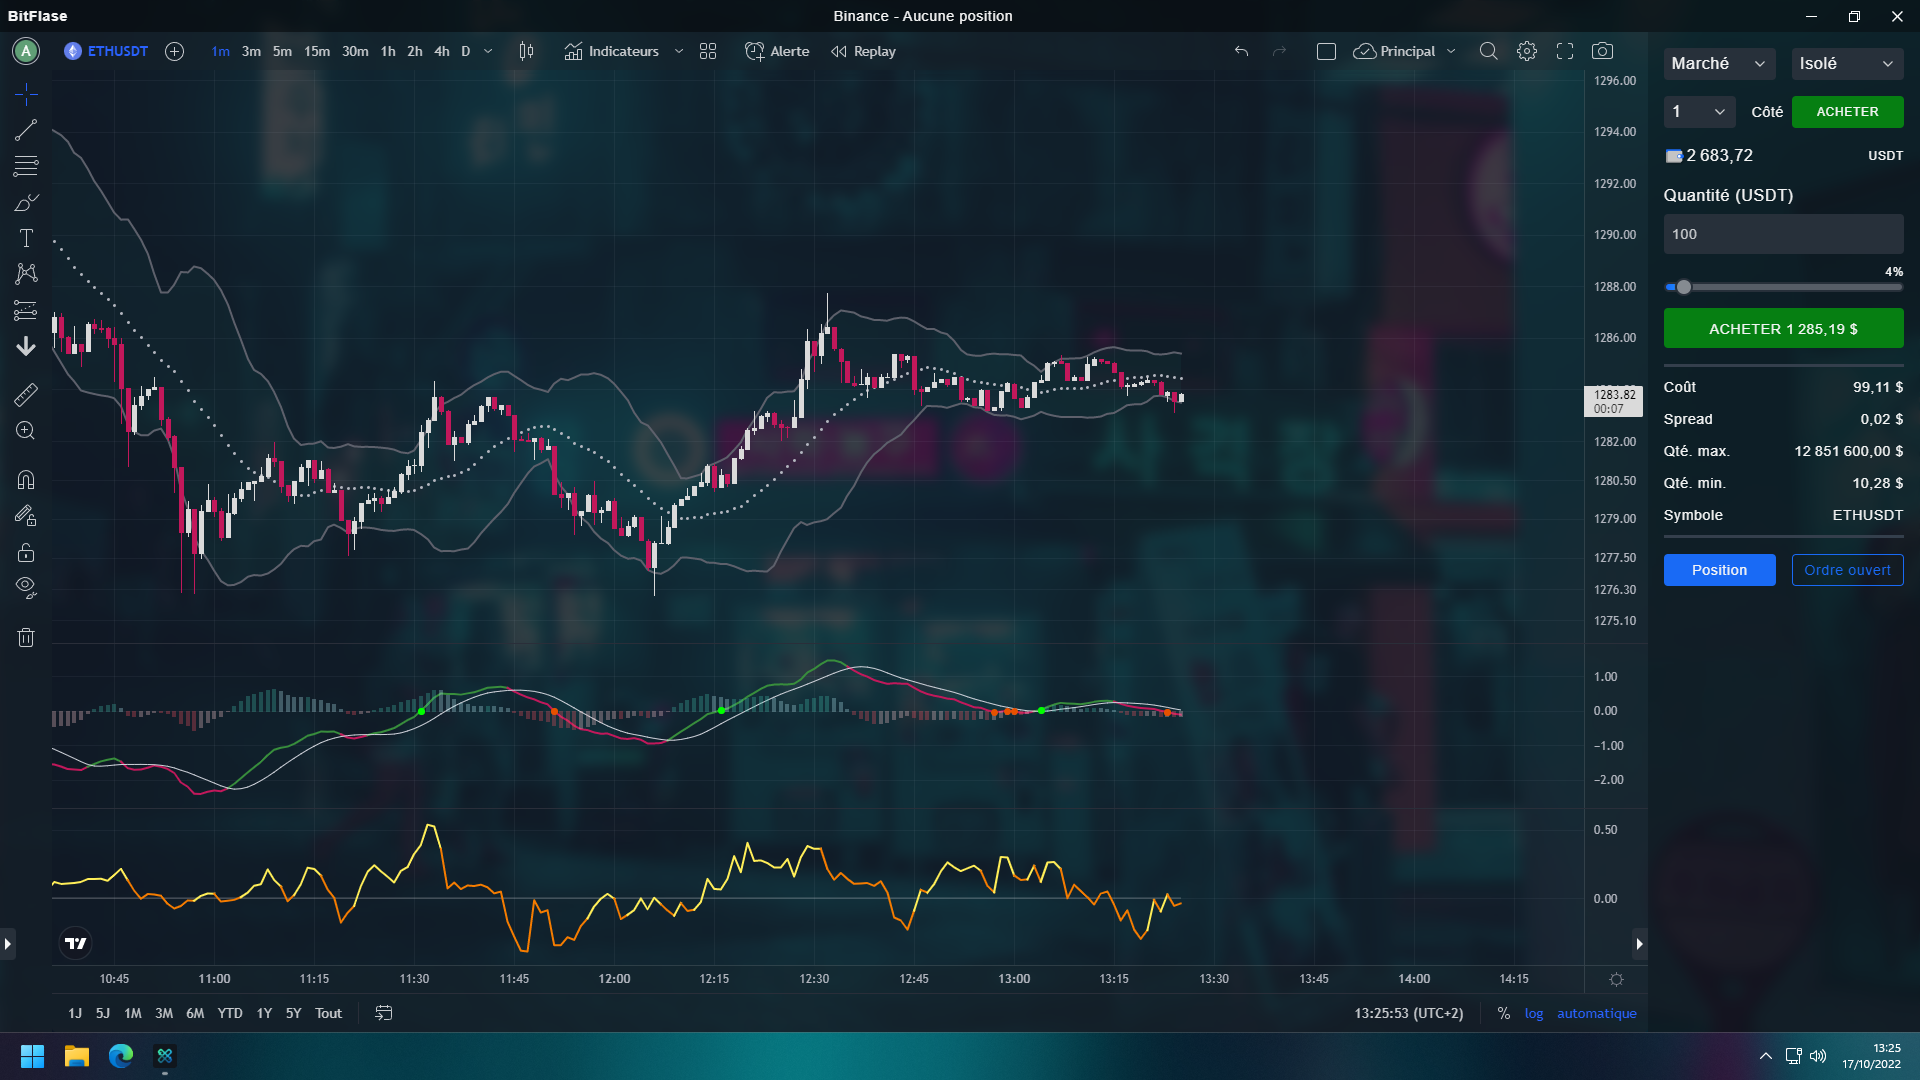 BitFlase
Binance - Aucune position
A
ETHUSDT
1m 3m 5m 15m 30m 1h 2h 4h D
Indicateurs
Alerte
Replay
Principal
1296.00
1294.00
1292.00
1290.00
1288.00
1286.00
1283.82
00:07
1282.00
1280.50
1279.00
1277.50
1276.30
1275.10
1.00
0.00
−1.00
−2.00
0.50
0.00
10:45 11:00 11:15 11:30 11:45 12:00 12:15 12:30 12:45 13:00 13:15 13:30 13:45 14:00 14:15
1J 5J 1M 3M 6M YTD 1Y 5Y Tout
13:25:53 (UTC+2)
% log automatique
Marché
Isolé
1
Côté
ACHETER
2 683,72
USDT
Quantité (USDT)
100
4%
ACHETER 1 285,19 $
Coût 99,11 $
Spread 0,02 $
Qté. max. 12 851 600,00 $
Qté. min. 10,28 $
Symbole ETHUSDT
Position
Ordre ouvert
13:25
17/10/2022